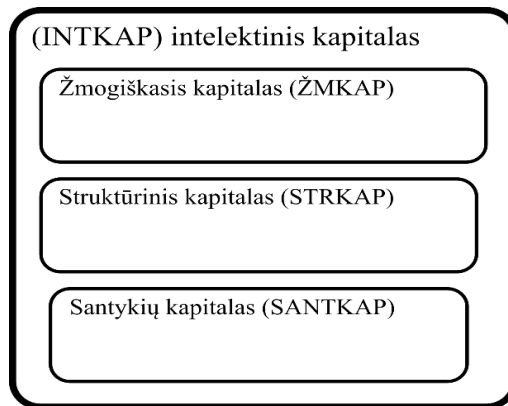 (INTKAP) intelektinis kapitalas
Žmogiškasis kapitalas (ŽMKAP)
Struktūrinis kapitalas (STRKAP)
Santykių kapitalas (SANTKAP)